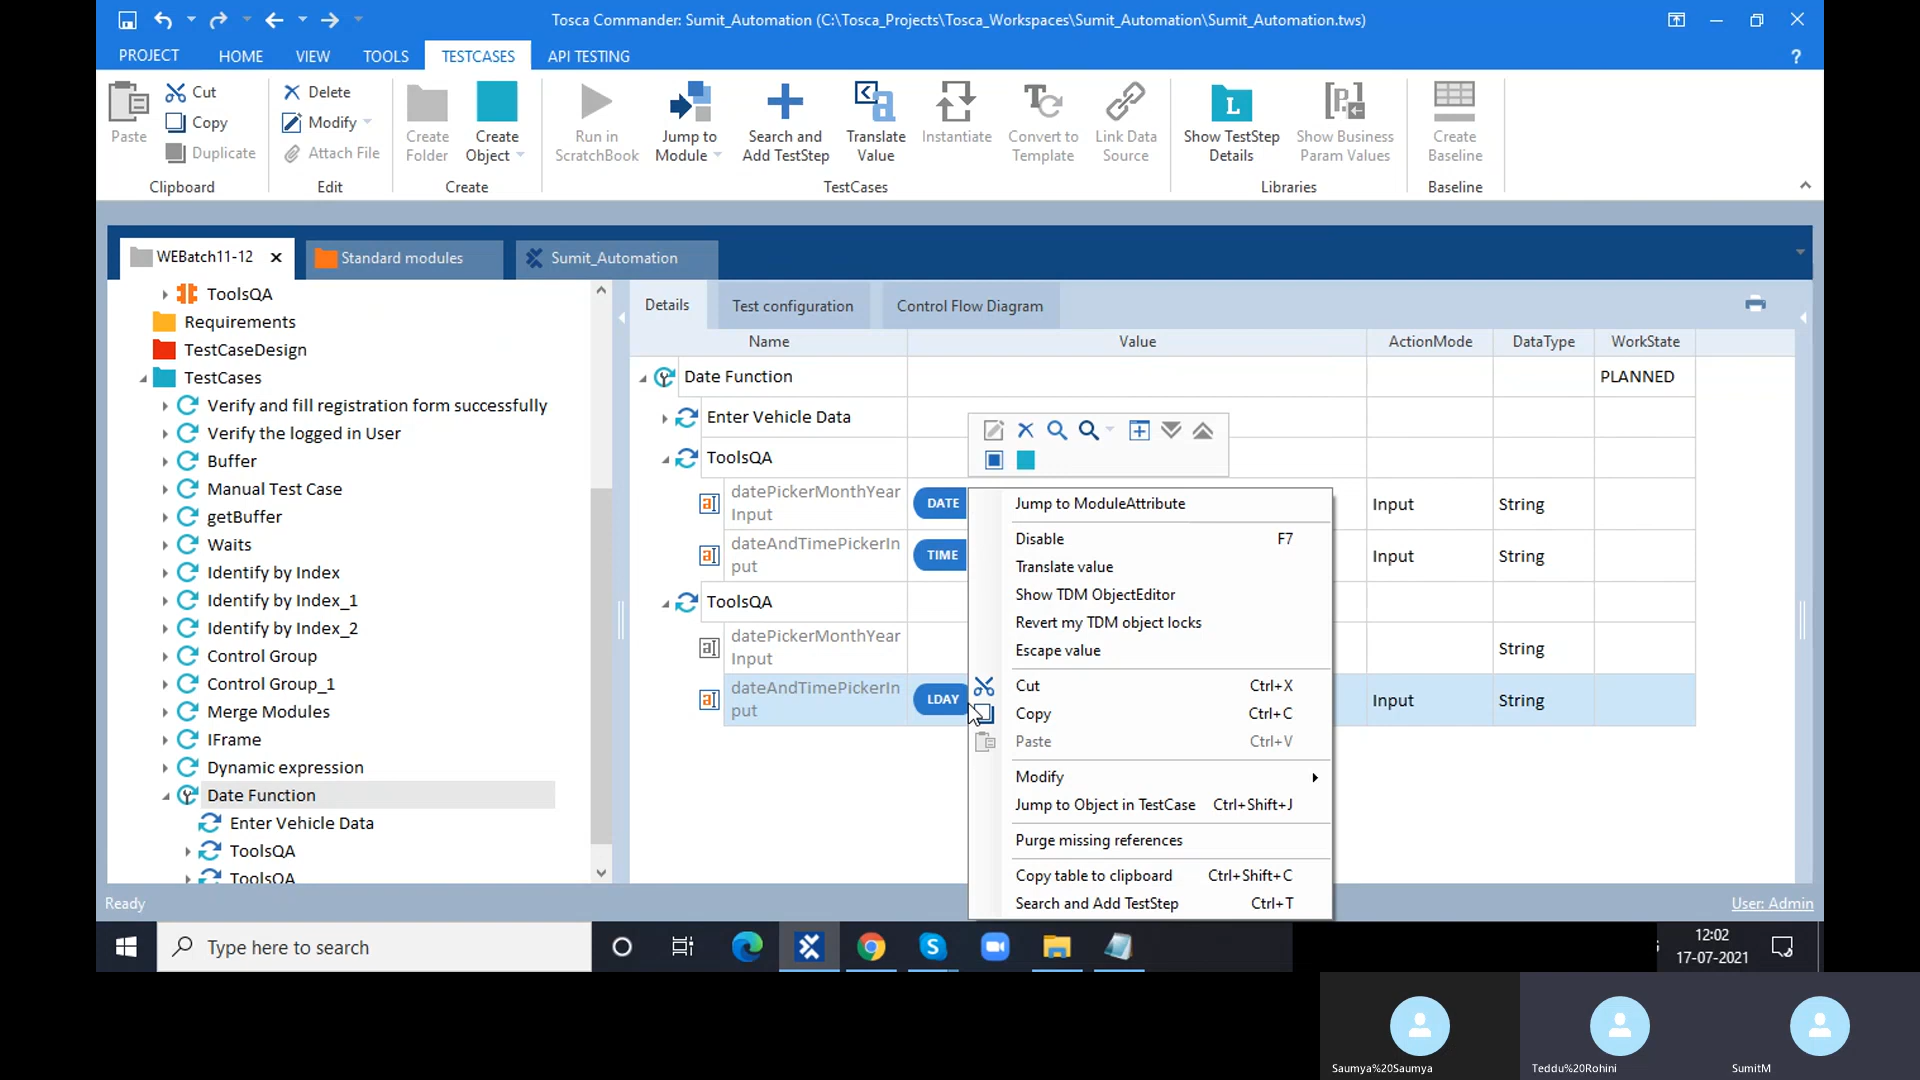 Tosca Commander: Sumit_Automation (C:\Tosca_Projects\Tosca_Workspaces\Sumit_Automation\Sumit_Automation.tws)
PROJECT HOME VIEW TOOLS TESTCASES API TESTING ?
Paste
Cut
Copy
Duplicate
Clipboard
Delete
Modify
Attach File
Edit
Create Folder
Create Object
Create
Run in ScratchBook
Jump to Module
Search and Add TestStep
Translate Value
Instantiate
Convert to Template
Link Data Source
TestCases
Show TestStep Details
Show Business Param Values
Libraries
Create Baseline
Baseline
WEBatch11-12
Standard modules
Sumit_Automation
ToolsQA
Requirements
TestCaseDesign
TestCases
Verify and fill registration form successfully
Verify the logged in User
Buffer
Manual Test Case
getBuffer
Waits
Identify by Index
Identify by Index_1
Identify by Index_2
Control Group
Control Group_1
Merge Modules
IFrame
Dynamic expression
Date Function
Enter Vehicle Data
ToolsQA
ToolsQA
Details Test configuration Control Flow Diagram
Name Value ActionMode DataType WorkState
Date Function PLANNED
Enter Vehicle Data
ToolsQA
datePickerMonthYear
Input DATE Input String
dateAndTimePickerIn
put TIME Input String
ToolsQA
datePickerMonthYear
Input String
dateAndTimePickerIn
put LDAY Input String
Jump to ModuleAttribute
Disable F7
Translate value
Show TDM ObjectEditor
Revert my TDM object locks
Escape value
Cut Ctrl+X
Copy Ctrl+C
Paste Ctrl+V
Modify
Jump to Object in TestCase Ctrl+Shift+J
Purge missing references
Copy table to clipboard Ctrl+Shift+C
Search and Add TestStep Ctrl+T
Ready
User: Admin
Type here to search
12:02
17-07-2021
Saumya%20Saumya
Teddu%20Rohini
SumitM